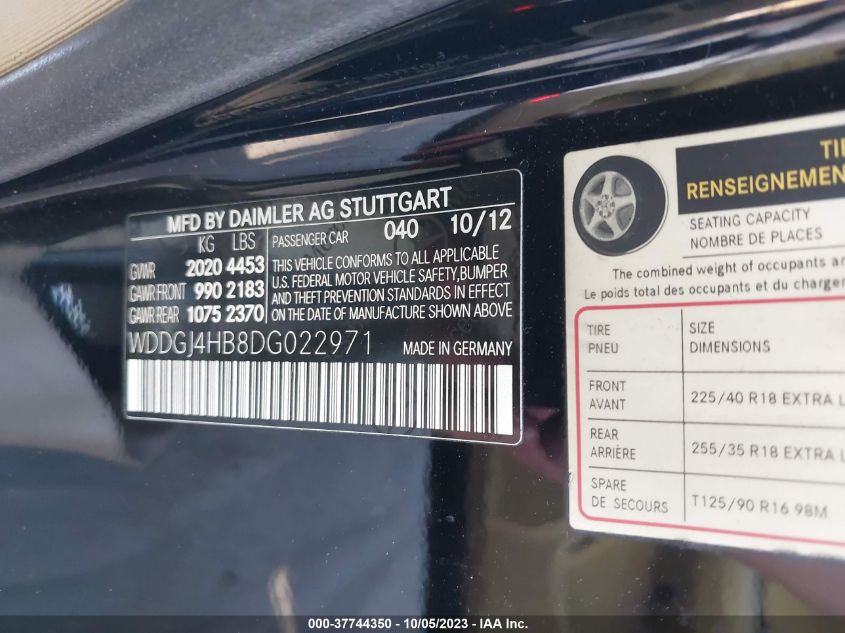 MFD BY DAIMLER AG STUTTGART
KG LBS
PASSENGER CAR 040 10/12
GVWR 2020 4453
GAWR FRONT 990 2183
GAWR REAR 1075 2370
THIS VEHICLE CONFORMS TO ALL APPLICABLE
U.S. FEDERAL MOTOR VEHICLE SAFETY, BUMPER
AND THEFT PREVENTION STANDARDS IN EFFECT
ON THE DATE OF MANUFACTURE SHOWN ABOVE
WDDGJ4HB8DG022971 MADE IN GERMANY
SEATING CAPACITY
NOMBRE DE PLACES
The combined weight of occupants
Le poids total des occupants et du
TIRE SIZE
PNEU DIMENSIONS
FRONT
AVANT
225/40 R18 EXTRA
REAR
ARRIÈRE
255/35 R18 EXTRA
SPARE
DE SECOURS
T125/90 R16 98M
000-37744350 - 10/05/2023 - IAA Inc.